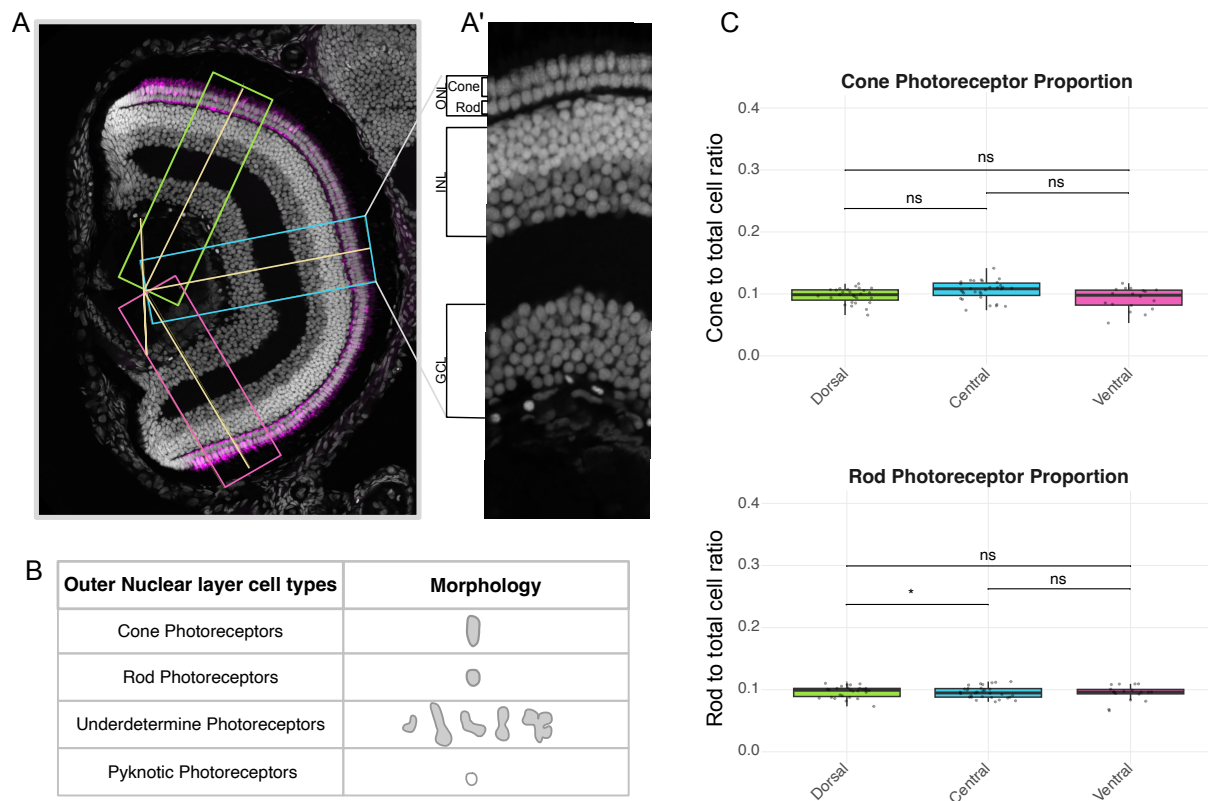 A
A'
ONL
Cone
Rod
INL
GCL
B
Outer Nuclear layer cell types Morphology
Cone Photoreceptors
Rod Photoreceptors
Underdetermine Photoreceptors
Pyknotic Photoreceptors
C
Cone Photoreceptor Proportion
Cone to total cell ratio
0.4
0.3
0.2
0.1
0.0
ns
ns
ns
Dorsal
Central
Ventral
Rod Photoreceptor Proportion
Rod to total cell ratio
0.4
0.3
0.2
0.1
0.0
ns
ns
*
Dorsal
Central
Ventral